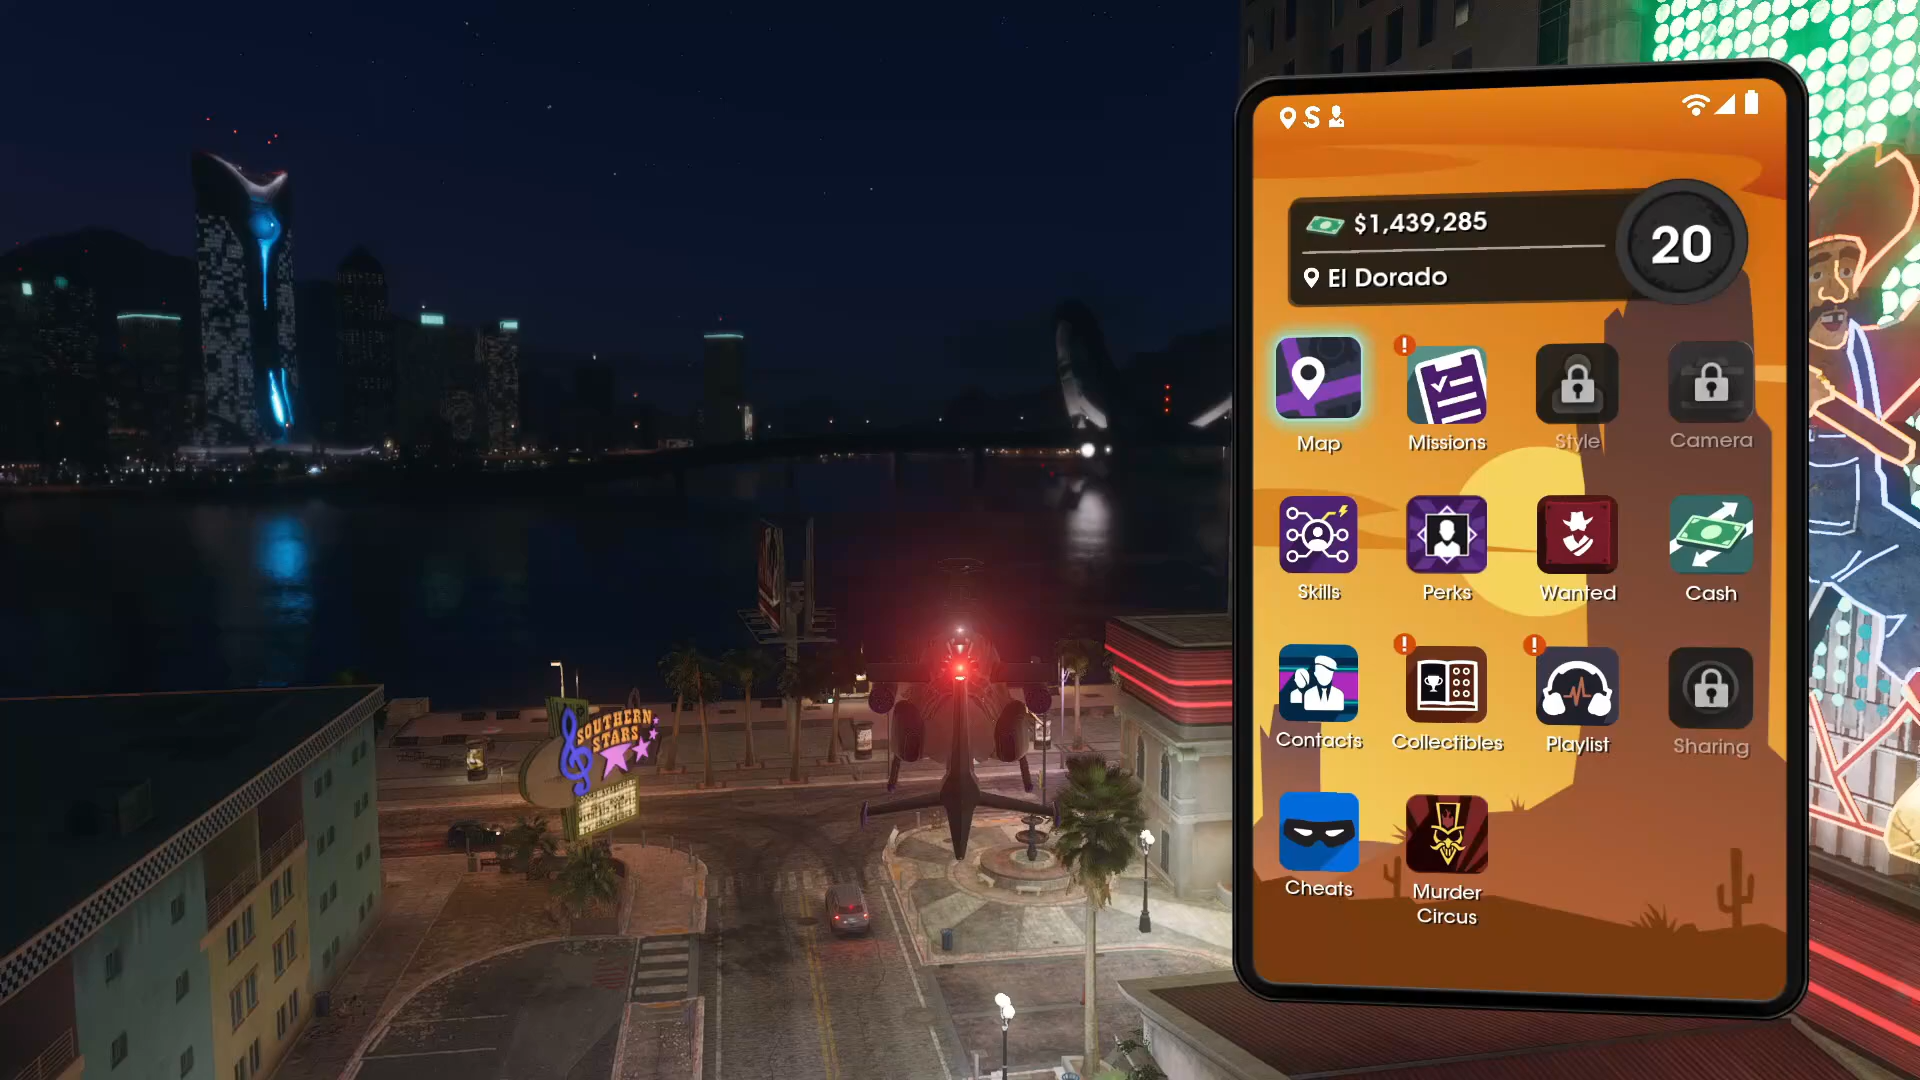 $1,439,285
20
El Dorado
Map
Missions
Style
Camera
Skills
Perks
Wanted
Cash
Contacts
Collectibles
Playlist
Sharing
Cheats
Murder
Circus
SOUTHERN
STARS